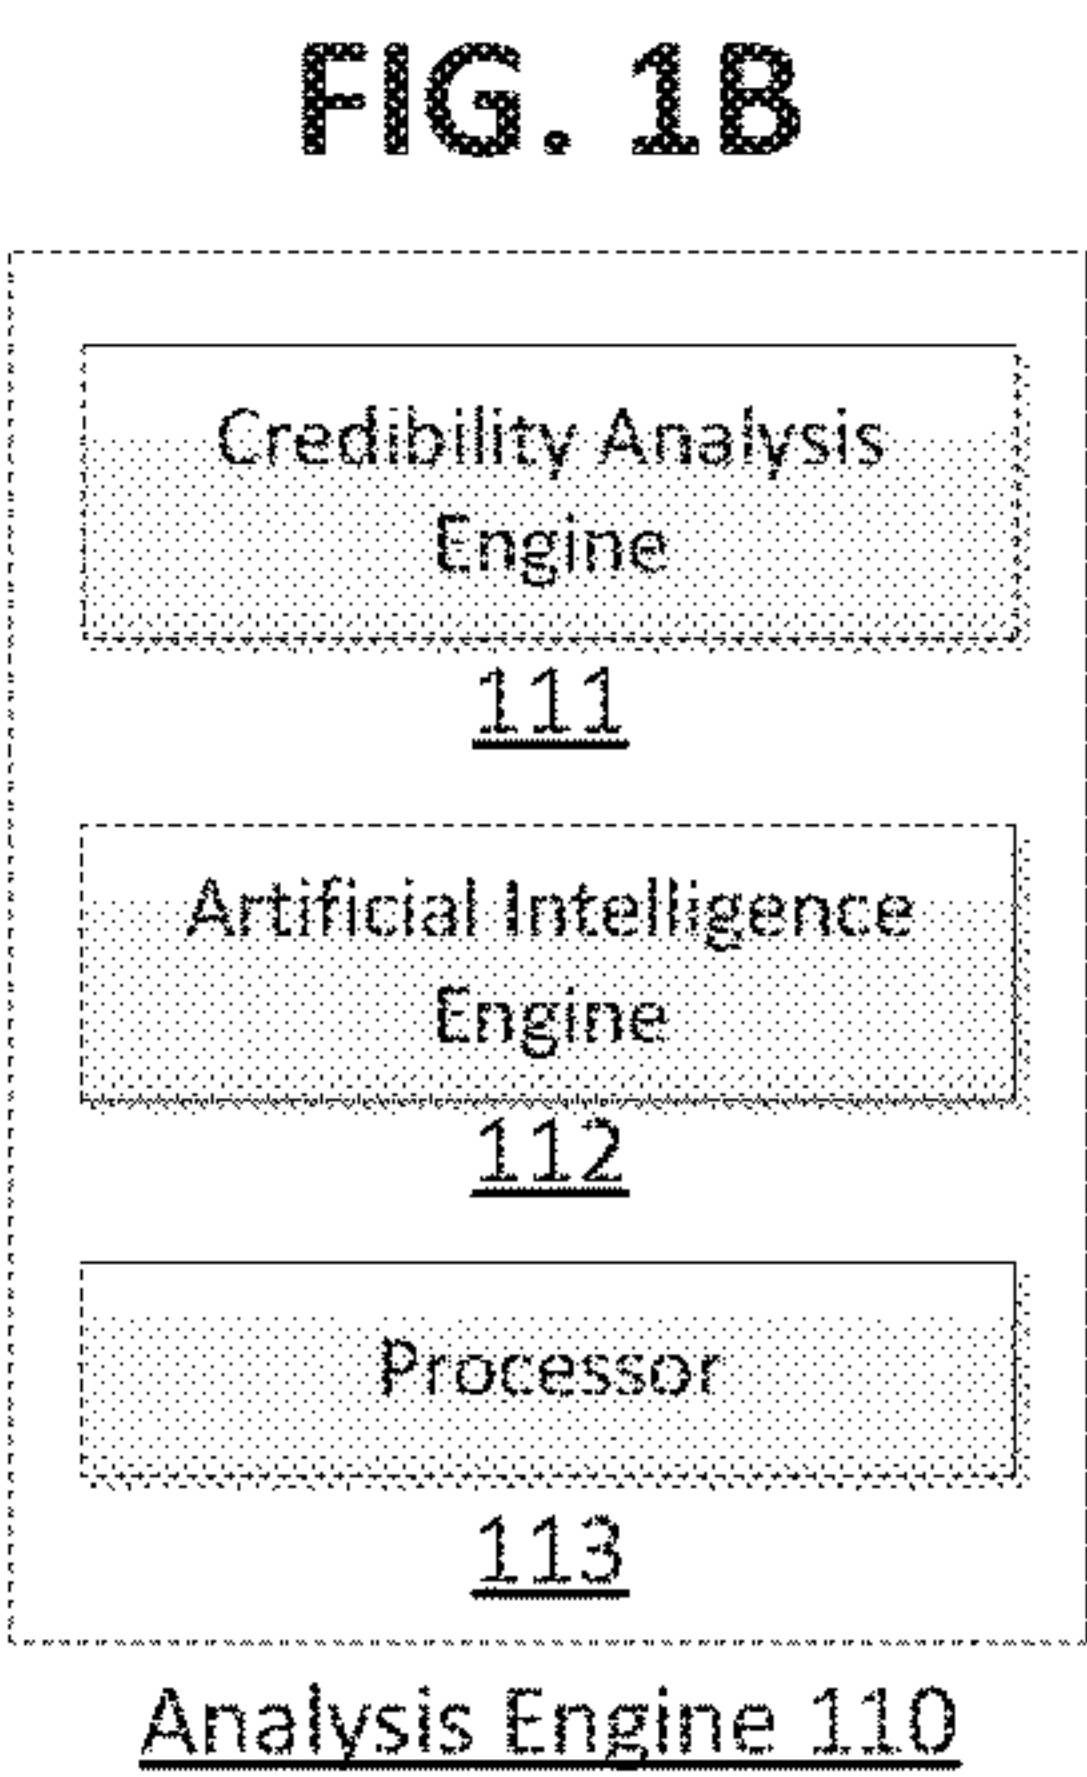 FIG. 1B
Credibility Analysis
Engine
111
Artificial Intelligence
Engine
112
Processor
113
Analysis Engine 110